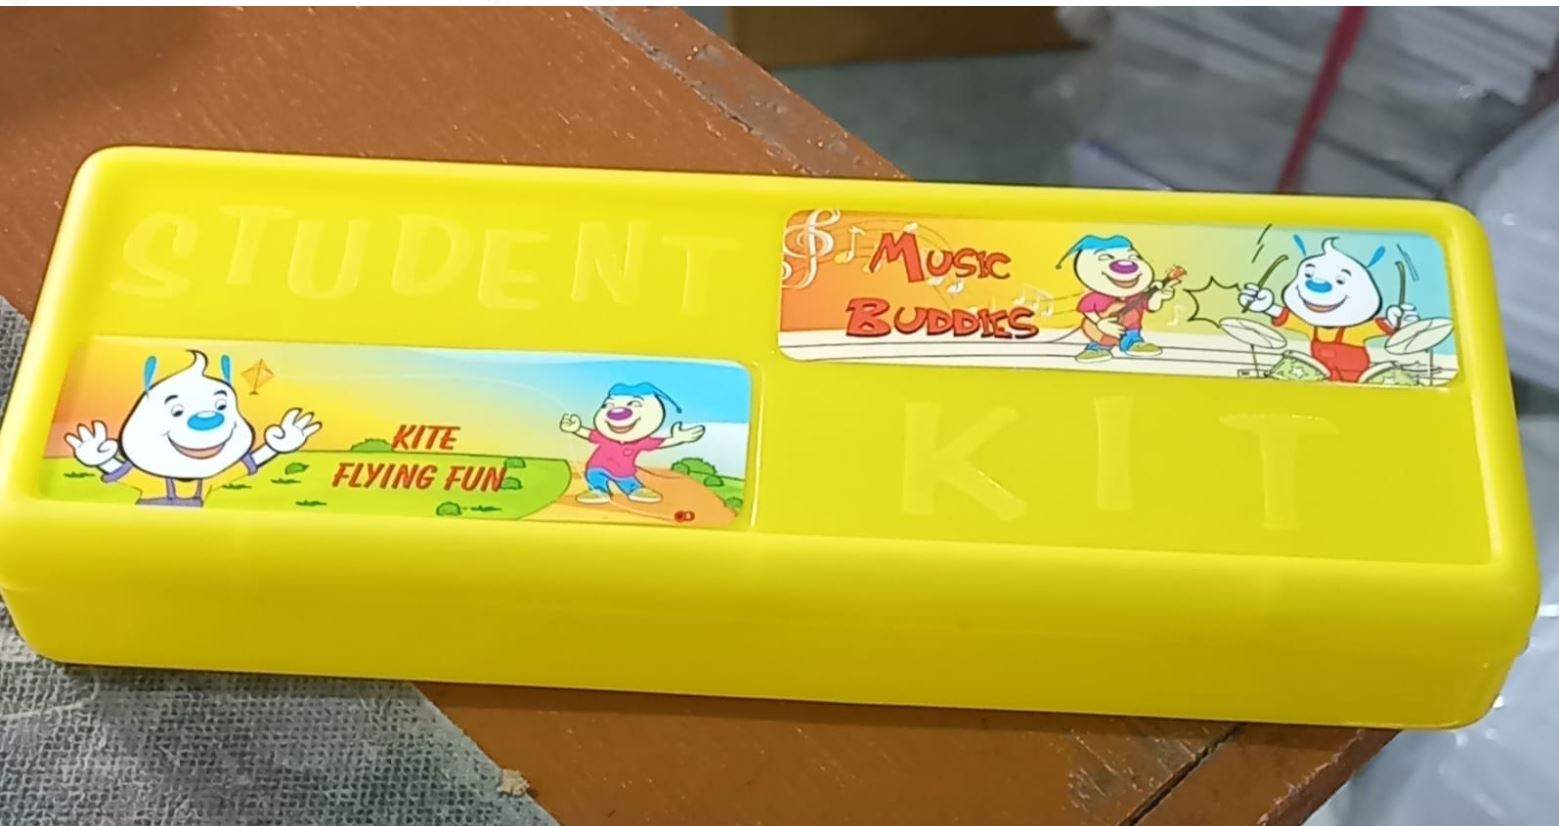 STUDENT
MUSIC
BUDDIES
KITE
FLYING FUN
KIT